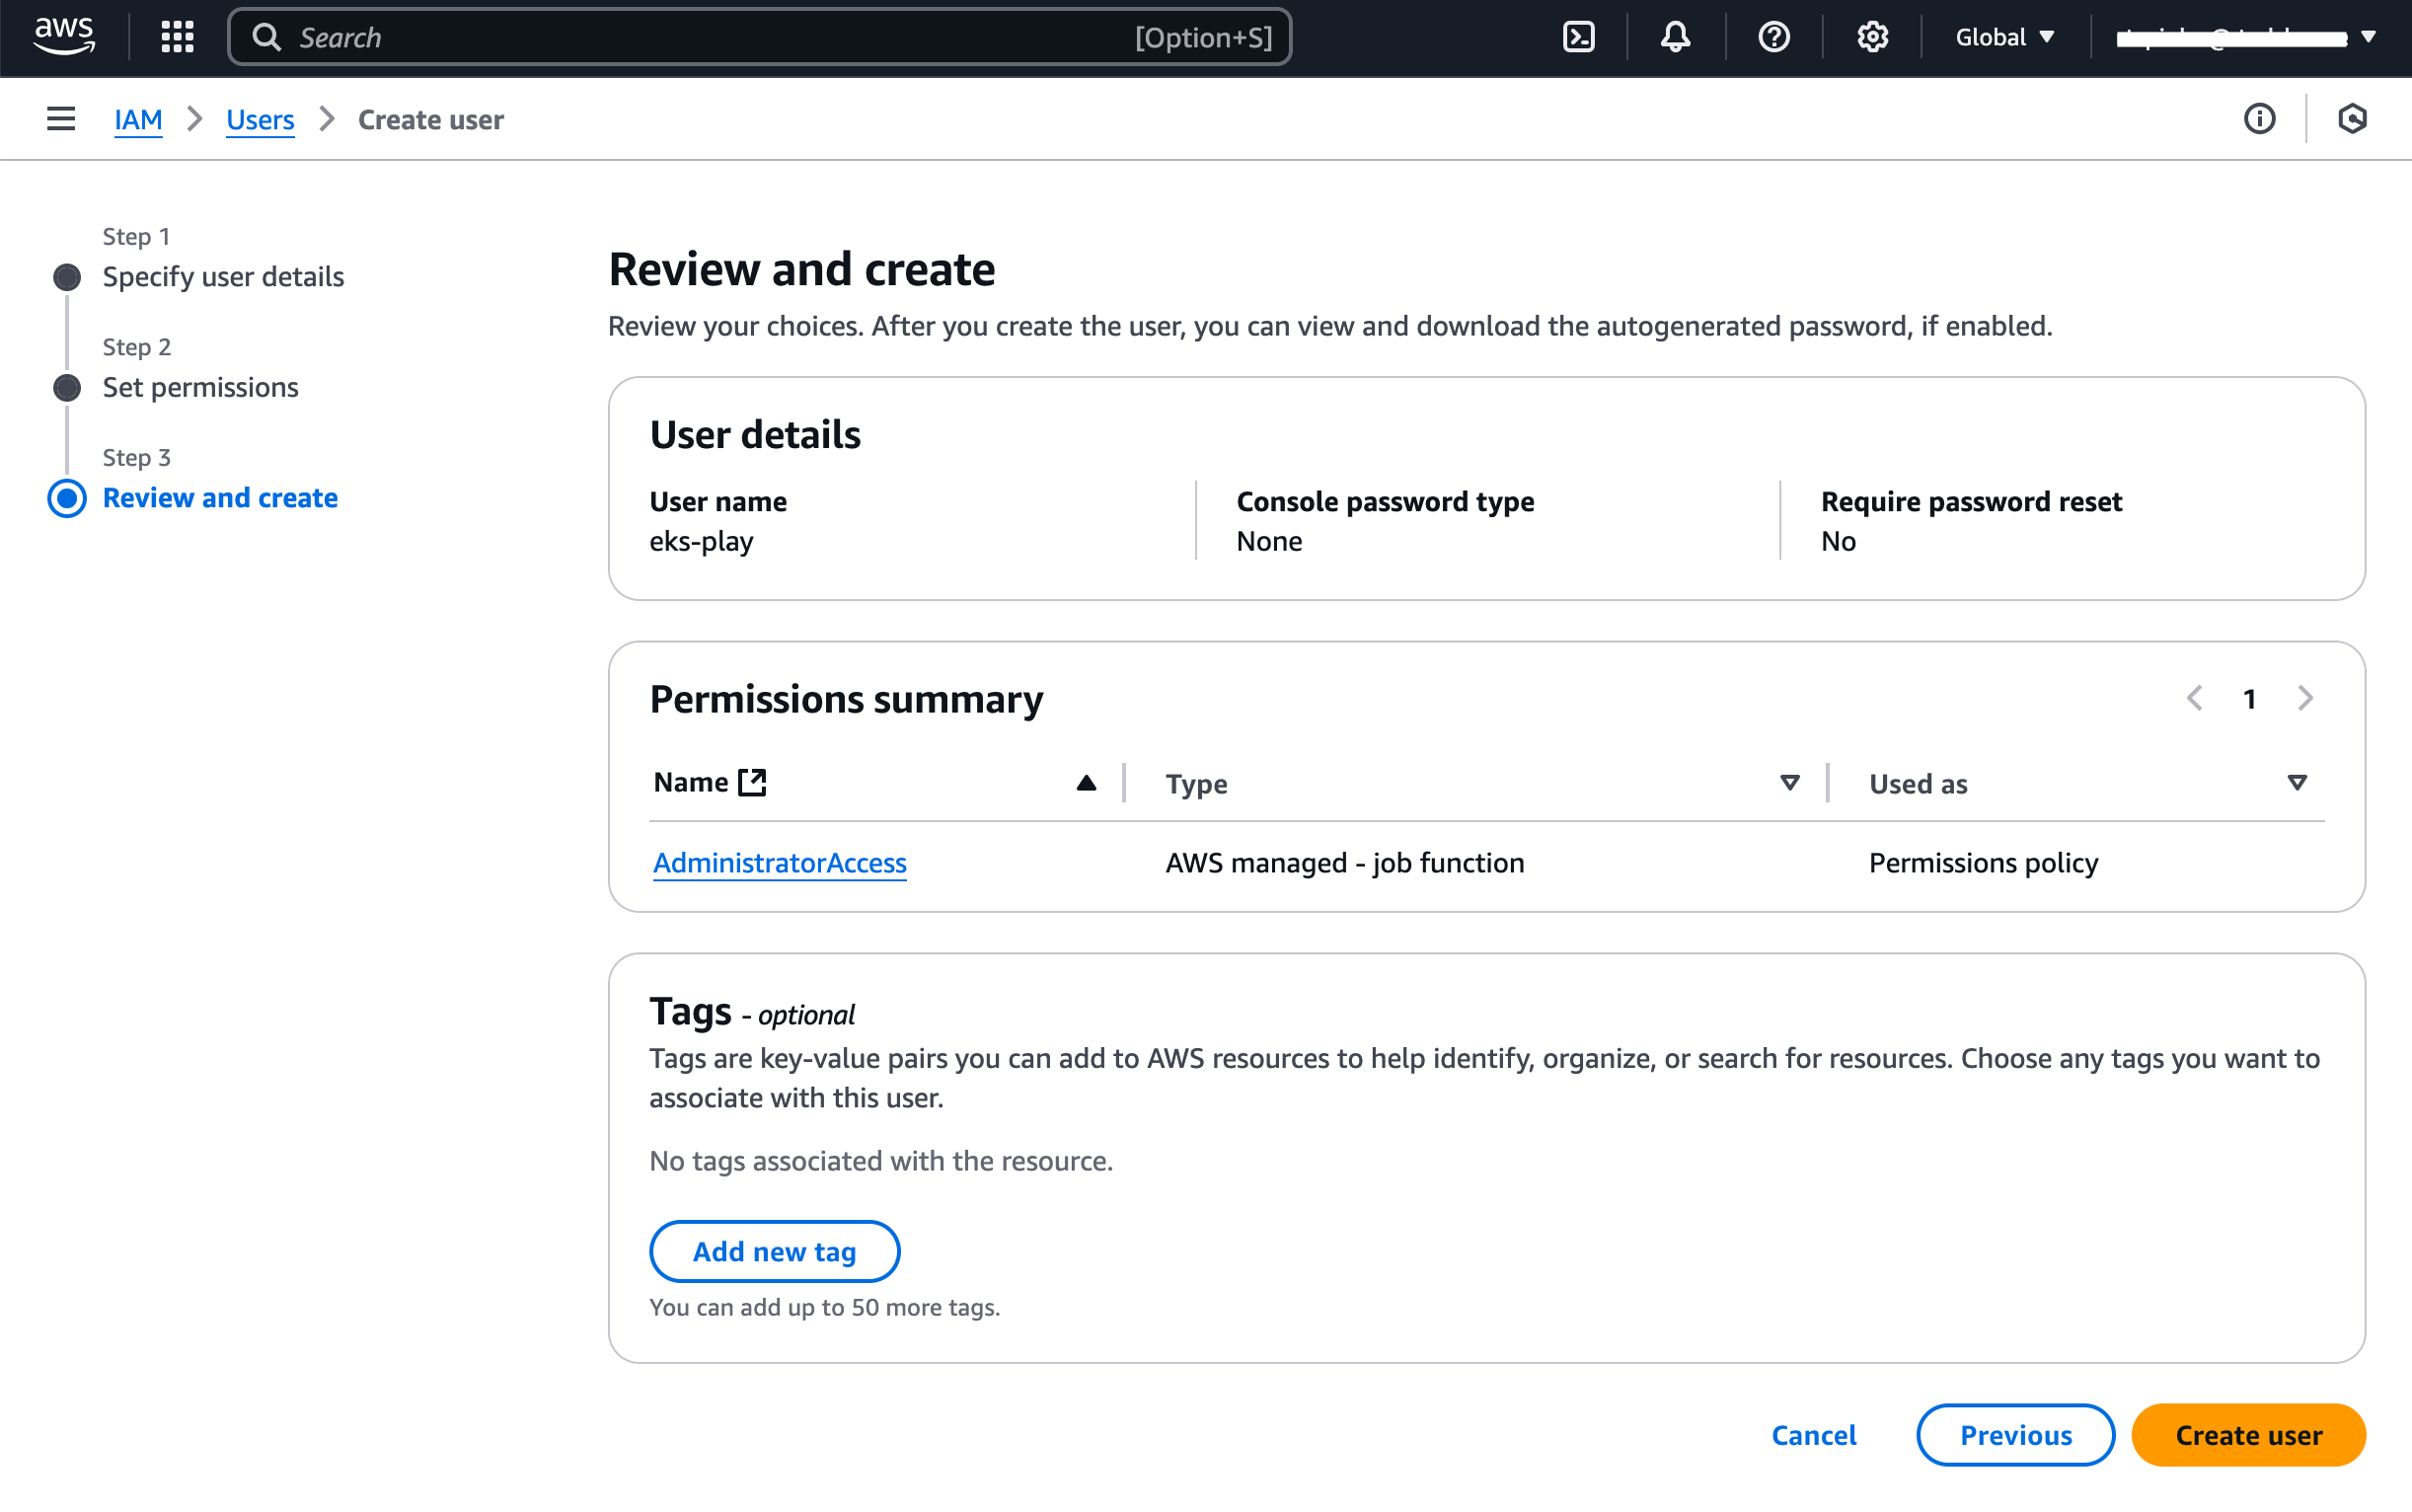 aws
Search
[Option+S]
Global
IAM
Users
Create user
Step 1
Specify user details
Step 2
Set permissions
Step 3
Review and create
Review and create
Review your choices. After you create the user, you can view and download the autogenerated password, if enabled.
User details
User name
eks-play
Console password type
None
Require password reset
No
Permissions summary
1
Name
Type
Used as
AdministratorAccess
AWS managed - job function
Permissions policy
Tags - optional
Tags are key-value pairs you can add to AWS resources to help identify, organize, or search for resources. Choose any tags you want to
associate with this user.
No tags associated with the resource.
Add new tag
You can add up to 50 more tags.
Cancel
Previous
Create user